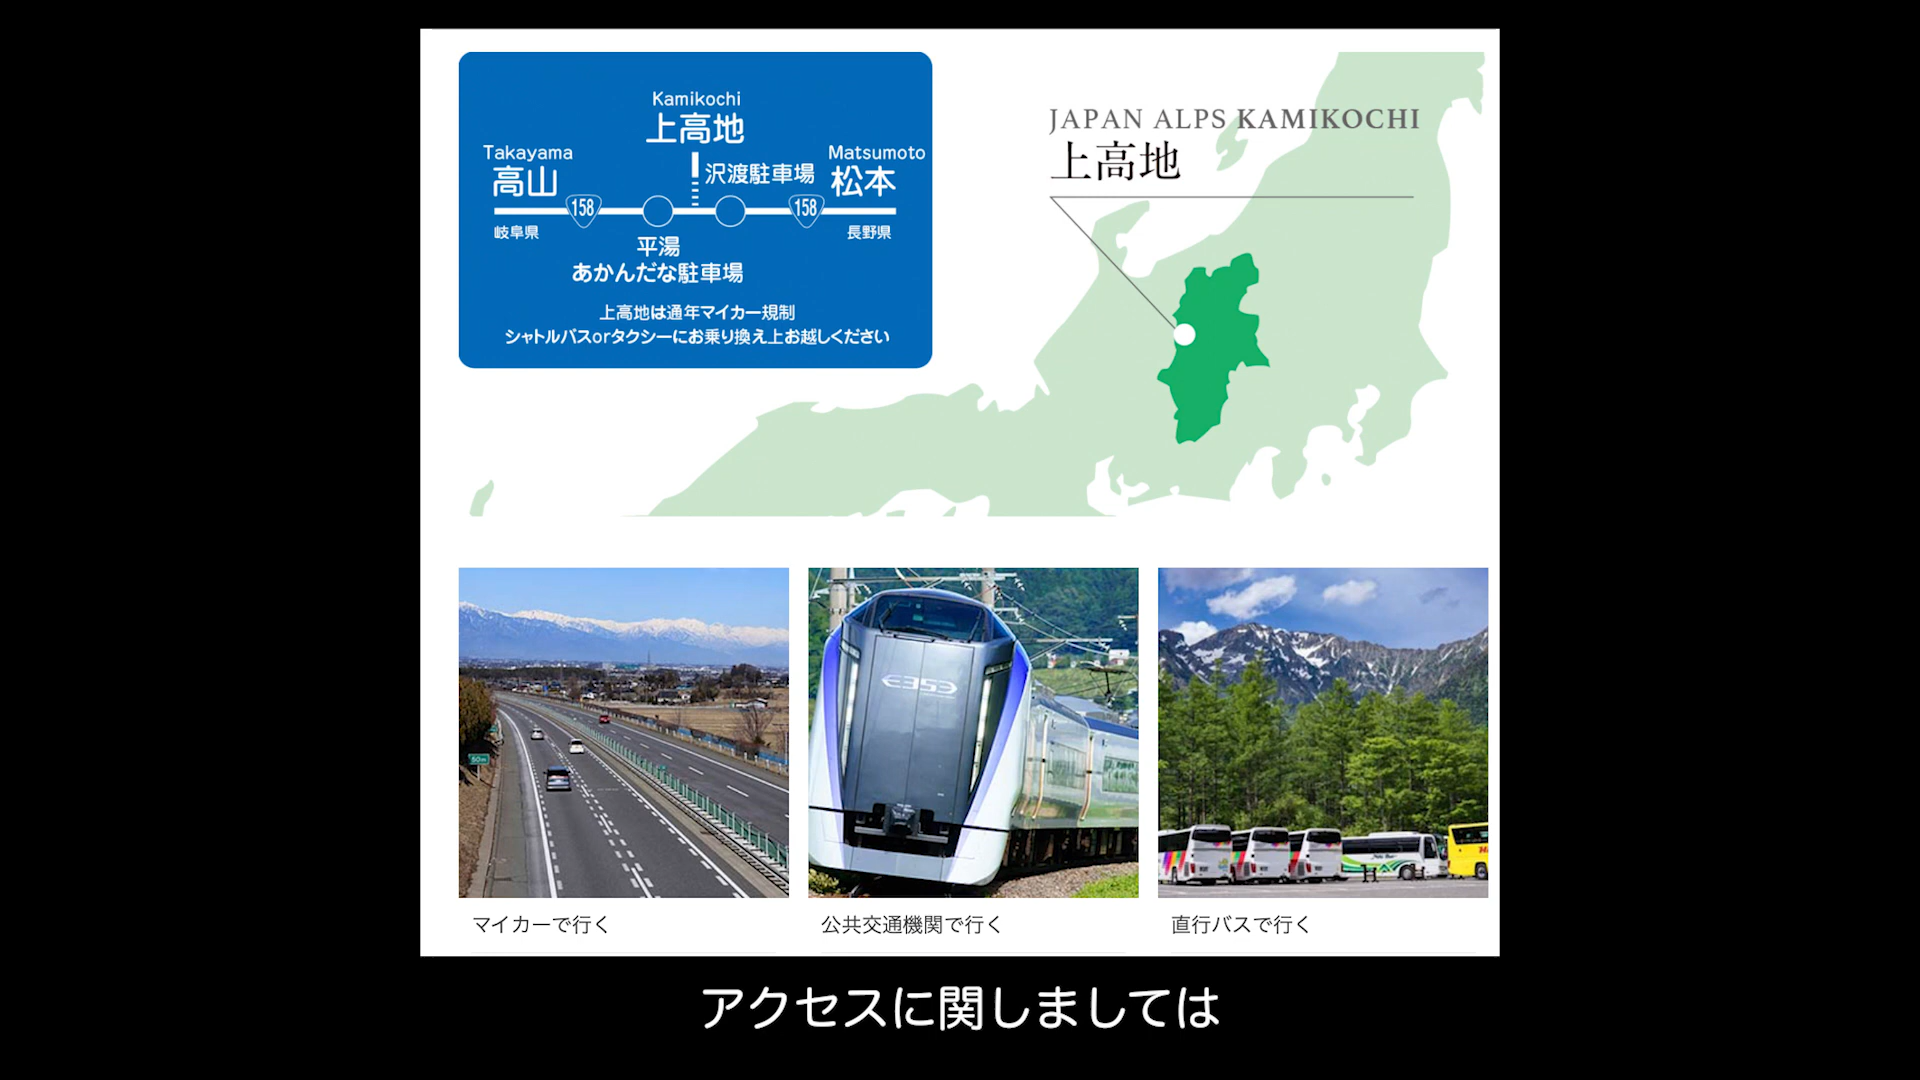 Kamikochi
上高地
Takayama
高山
沢渡駐車場
Matsumoto
松本
158
158
岐阜県
平湯
あかんだな駐車場
長野県
上高地は通年マイカー規制
シャトルバスorタクシーにお乗り換え上お越しください
JAPAN ALPS KAMIKOCHI
上高地
50m
E353
マイカーで行く
公共交通機関で行く
直行バスで行く
アクセスに関しましては